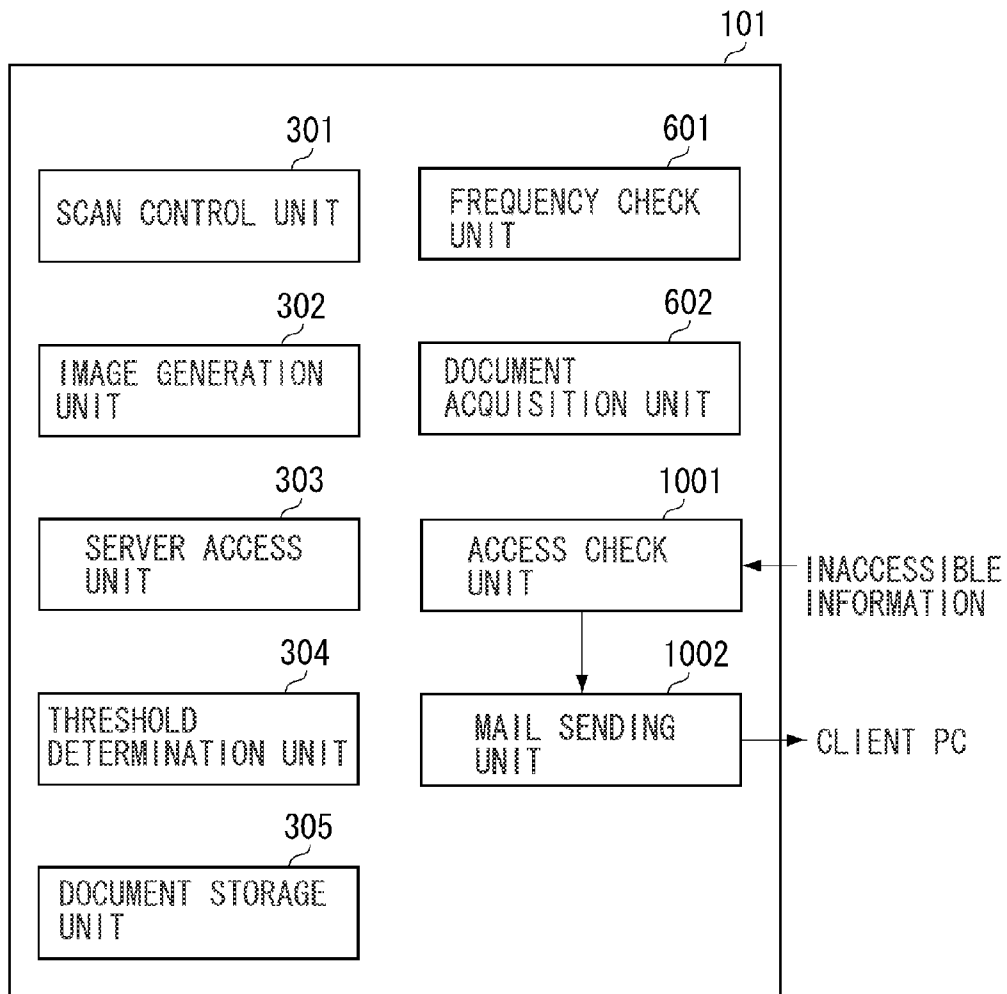 101
301
SCAN CONTROL UNIT
302
IMAGE GENERATION
UNIT
303
SERVER ACCESS
UNIT
304
THRESHOLD
DETERMINATION UNIT
305
DOCUMENT STORAGE
UNIT
601
FREQUENCY CHECK
UNIT
602
DOCUMENT
ACQUISITION UNIT
1001
ACCESS CHECK
UNIT
INACCESSIBLE
INFORMATION
1002
MAIL SENDING
UNIT
CLIENT PC